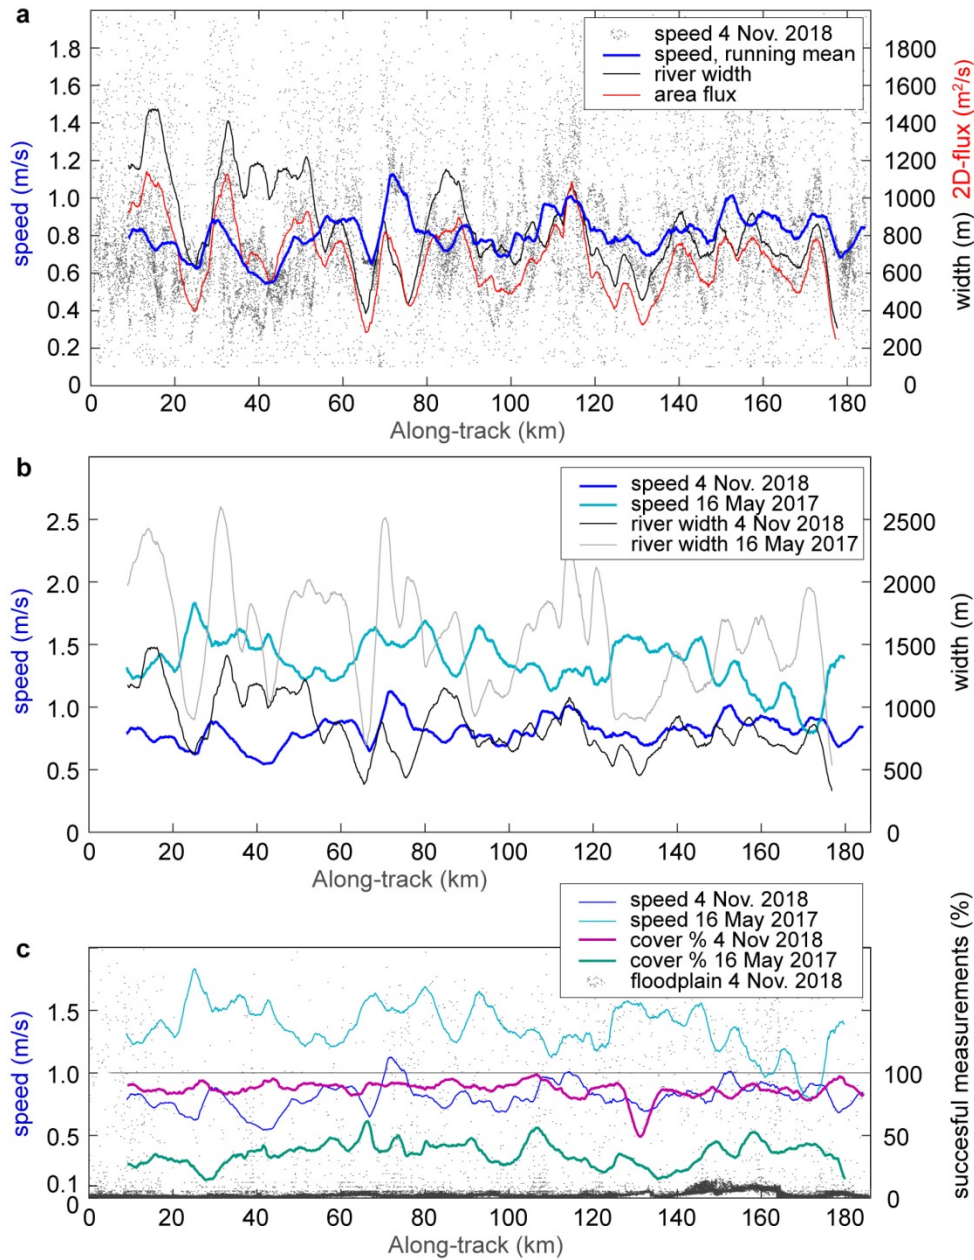 a
speed 4 Nov. 2018
speed, running mean
river width
area flux
1.8
1.6
1.4
1.2
1.0
0.8
0.6
0.4
0.2
0
1800
1600
1400
1200
1000
800
600
400
200
0
speed (m/s)
width (m) 2D-flux (m²/s)
0 20 40 60 80 100 120 140 160 180
Along-track (km)
b
speed 4 Nov. 2018
speed 16 May 2017
river width 4 Nov 2018
river width 16 May 2017
2.5
2.0
1.5
1.0
0.5
0
2500
2000
1500
1000
500
0
speed (m/s)
width (m)
0 20 40 60 80 100 120 140 160 180
Along-track (km)
c
speed 4 Nov. 2018
speed 16 May 2017
cover % 4 Nov 2018
cover % 16 May 2017
floodplain 4 Nov. 2018
1.5
1.0
0.5
0.1
0
100
50
0
speed (m/s)
succesful measurements (%)
0 20 40 60 80 100 120 140 160 180
Along-track (km)